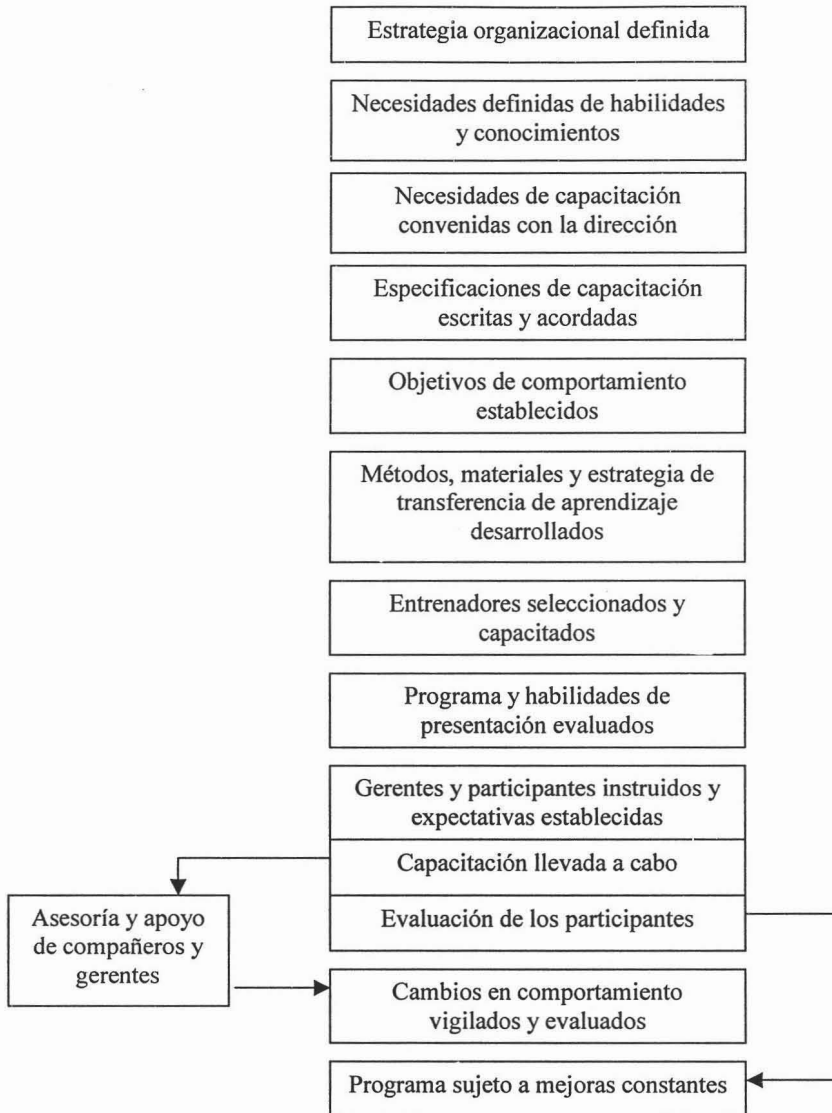 Estrategia organizacional definida
Necesidades definidas de habilidades
y conocimientos
Necesidades de capacitación
convenidas con la dirección
Especificaciones de capacitación
escritas y acordadas
Objetivos de comportamiento
establecidos
Métodos, materiales y estrategia de
transferencia de aprendizaje
desarrollados
Entrenadores seleccionados y
capacitados
Programa y habilidades de
presentación evaluados
Gerentes y participantes instruidos y
expectativas establecidas
Capacitación llevada a cabo
Evaluación de los participantes
Asesoría y apoyo
de compañeros y
gerentes
Cambios en comportamiento
vigilados y evaluados
Programa sujeto a mejoras constantes